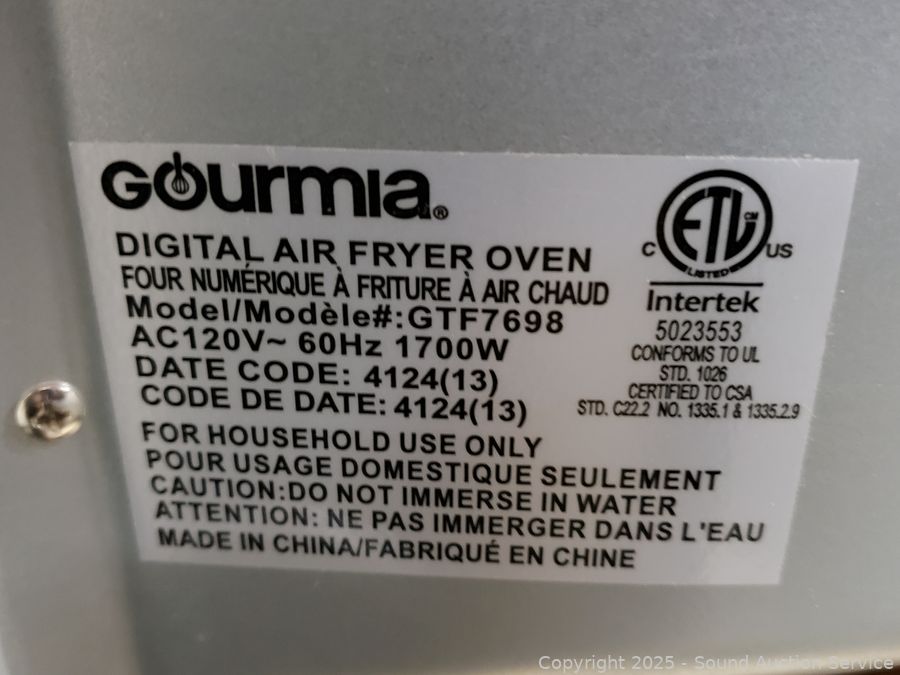 Gourmia®
DIGITAL AIR FRYER OVEN
FOUR NUMÉRIQUE À FRITURE À AIR CHAUD
Model/Modèle#:GTF7698
AC120V~ 60Hz 1700W
DATE CODE: 4124(13)
CODE DE DATE: 4124(13)
FOR HOUSEHOLD USE ONLY
POUR USAGE DOMESTIQUE SEULEMENT
CAUTION:DO NOT IMMERSE IN WATER
ATTENTION: NE PAS IMMERGER DANS L'EAU
MADE IN CHINA/FABRIQUÉ EN CHINE
ETL CM
C US
LISTED
Intertek
5023553
CONFORMS TO UL
STD. 1026
CERTIFIED TO CSA
STD. C22.2 NO. 1335.1 & 1335.2.9
Copyright 2025 - Sound Auction Service